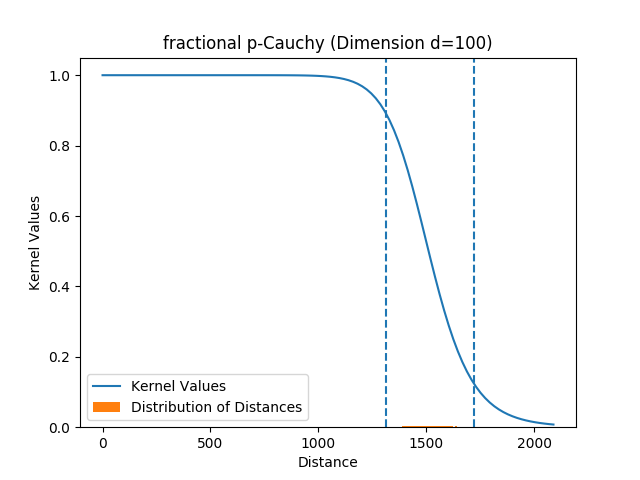 fractional p-Cauchy (Dimension d=100)
1.0
0.8
0.6
0.4
0.2
0.0
Kernel Values
Kernel Values
Distribution of Distances
0
500
1000
1500
2000
Distance